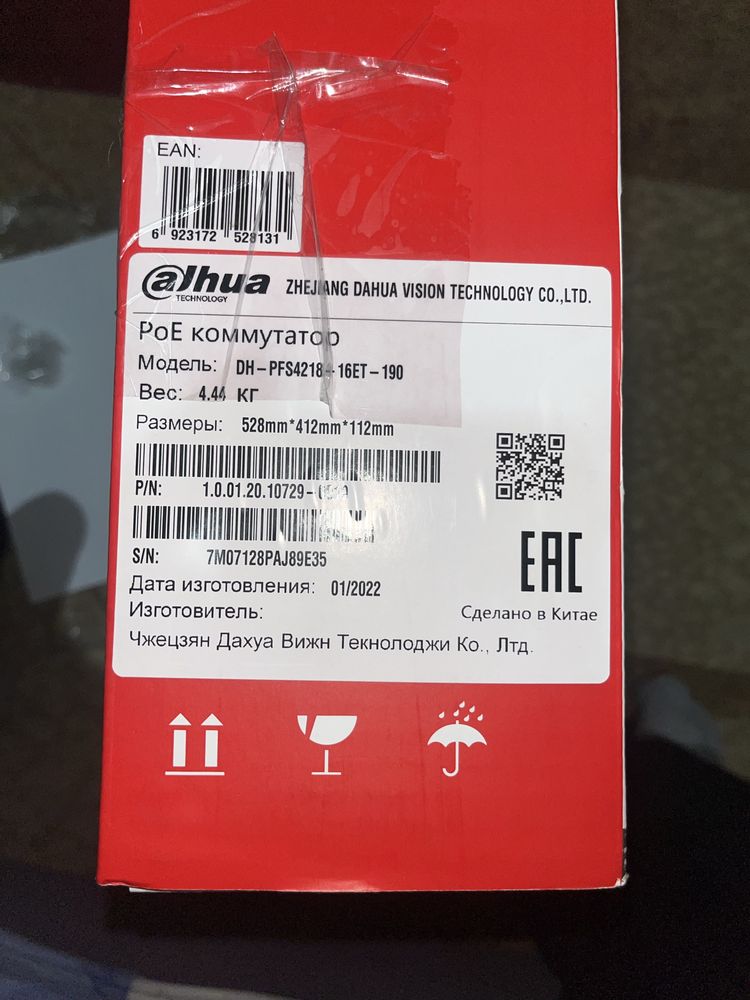 EAN:
6 923172 529131
alhua
TECHNOLOGY
ZHEJIANG DAHUA VISION TECHNOLOGY CO.,LTD.
PoE коммутатор
Модель: DH-PFS4218-16ET-190
Вес: 4.44 кг
Размеры: 528mm*412mm*112mm
P/N: 1.0.01.20.10729-
S/N: 7M07128PAJ89E35
Дата изготовления: 01/2022
Изготовитель:
Чжецзян Дахуа Вижн Текнолоджи Ко., Лтд.
EAC
Сделано в Китае